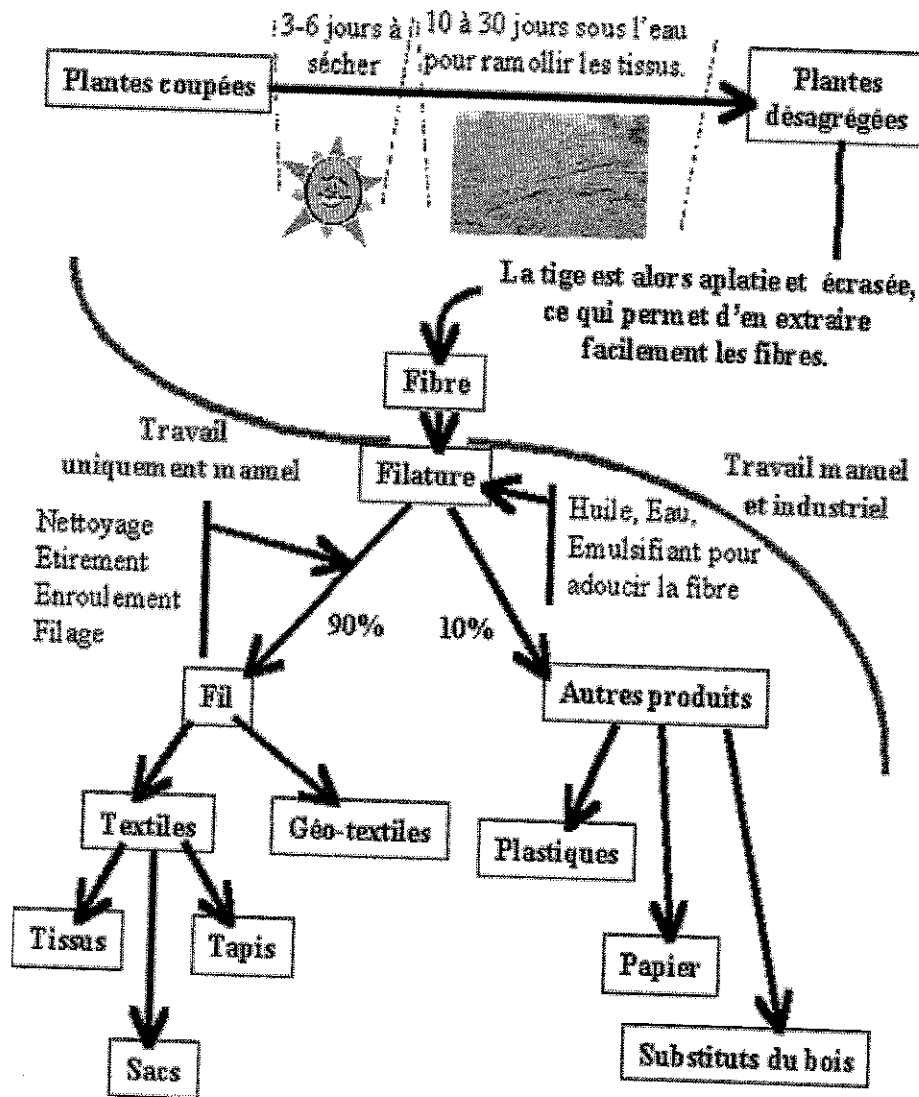 3-6 jours à
sécher
10 à 30 jours sous l'eau
pour ramollir les tissus.
Plantes coupées
Plantes
désagrégées
La tige est alors aplatie et écrasée,
ce qui permet d'en extraire
facilement les fibres.
Fibre
Travail
uniquement manuel
Filature
Travail manuel
et industriel
Nettoyage
Etirement
Enroulement
Filage
Huile, Eau,
Emulsifiant pour
adoucir la fibre
90%
10%
Fil
Autres produits
Textiles
Géo-textiles
Plastiques
Tissus
Tapis
Papier
Sacs
Substituts du bois